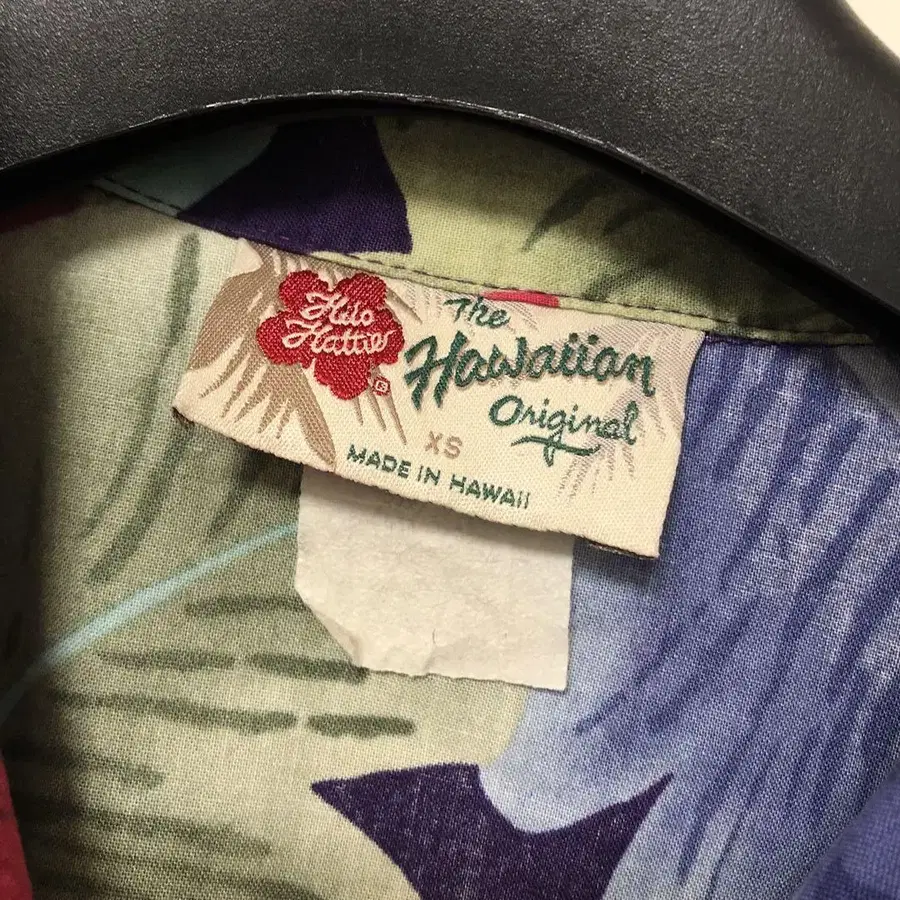 Hilo
Hattie
The
Hawaiian
Original
XS
MADE IN HAWAII